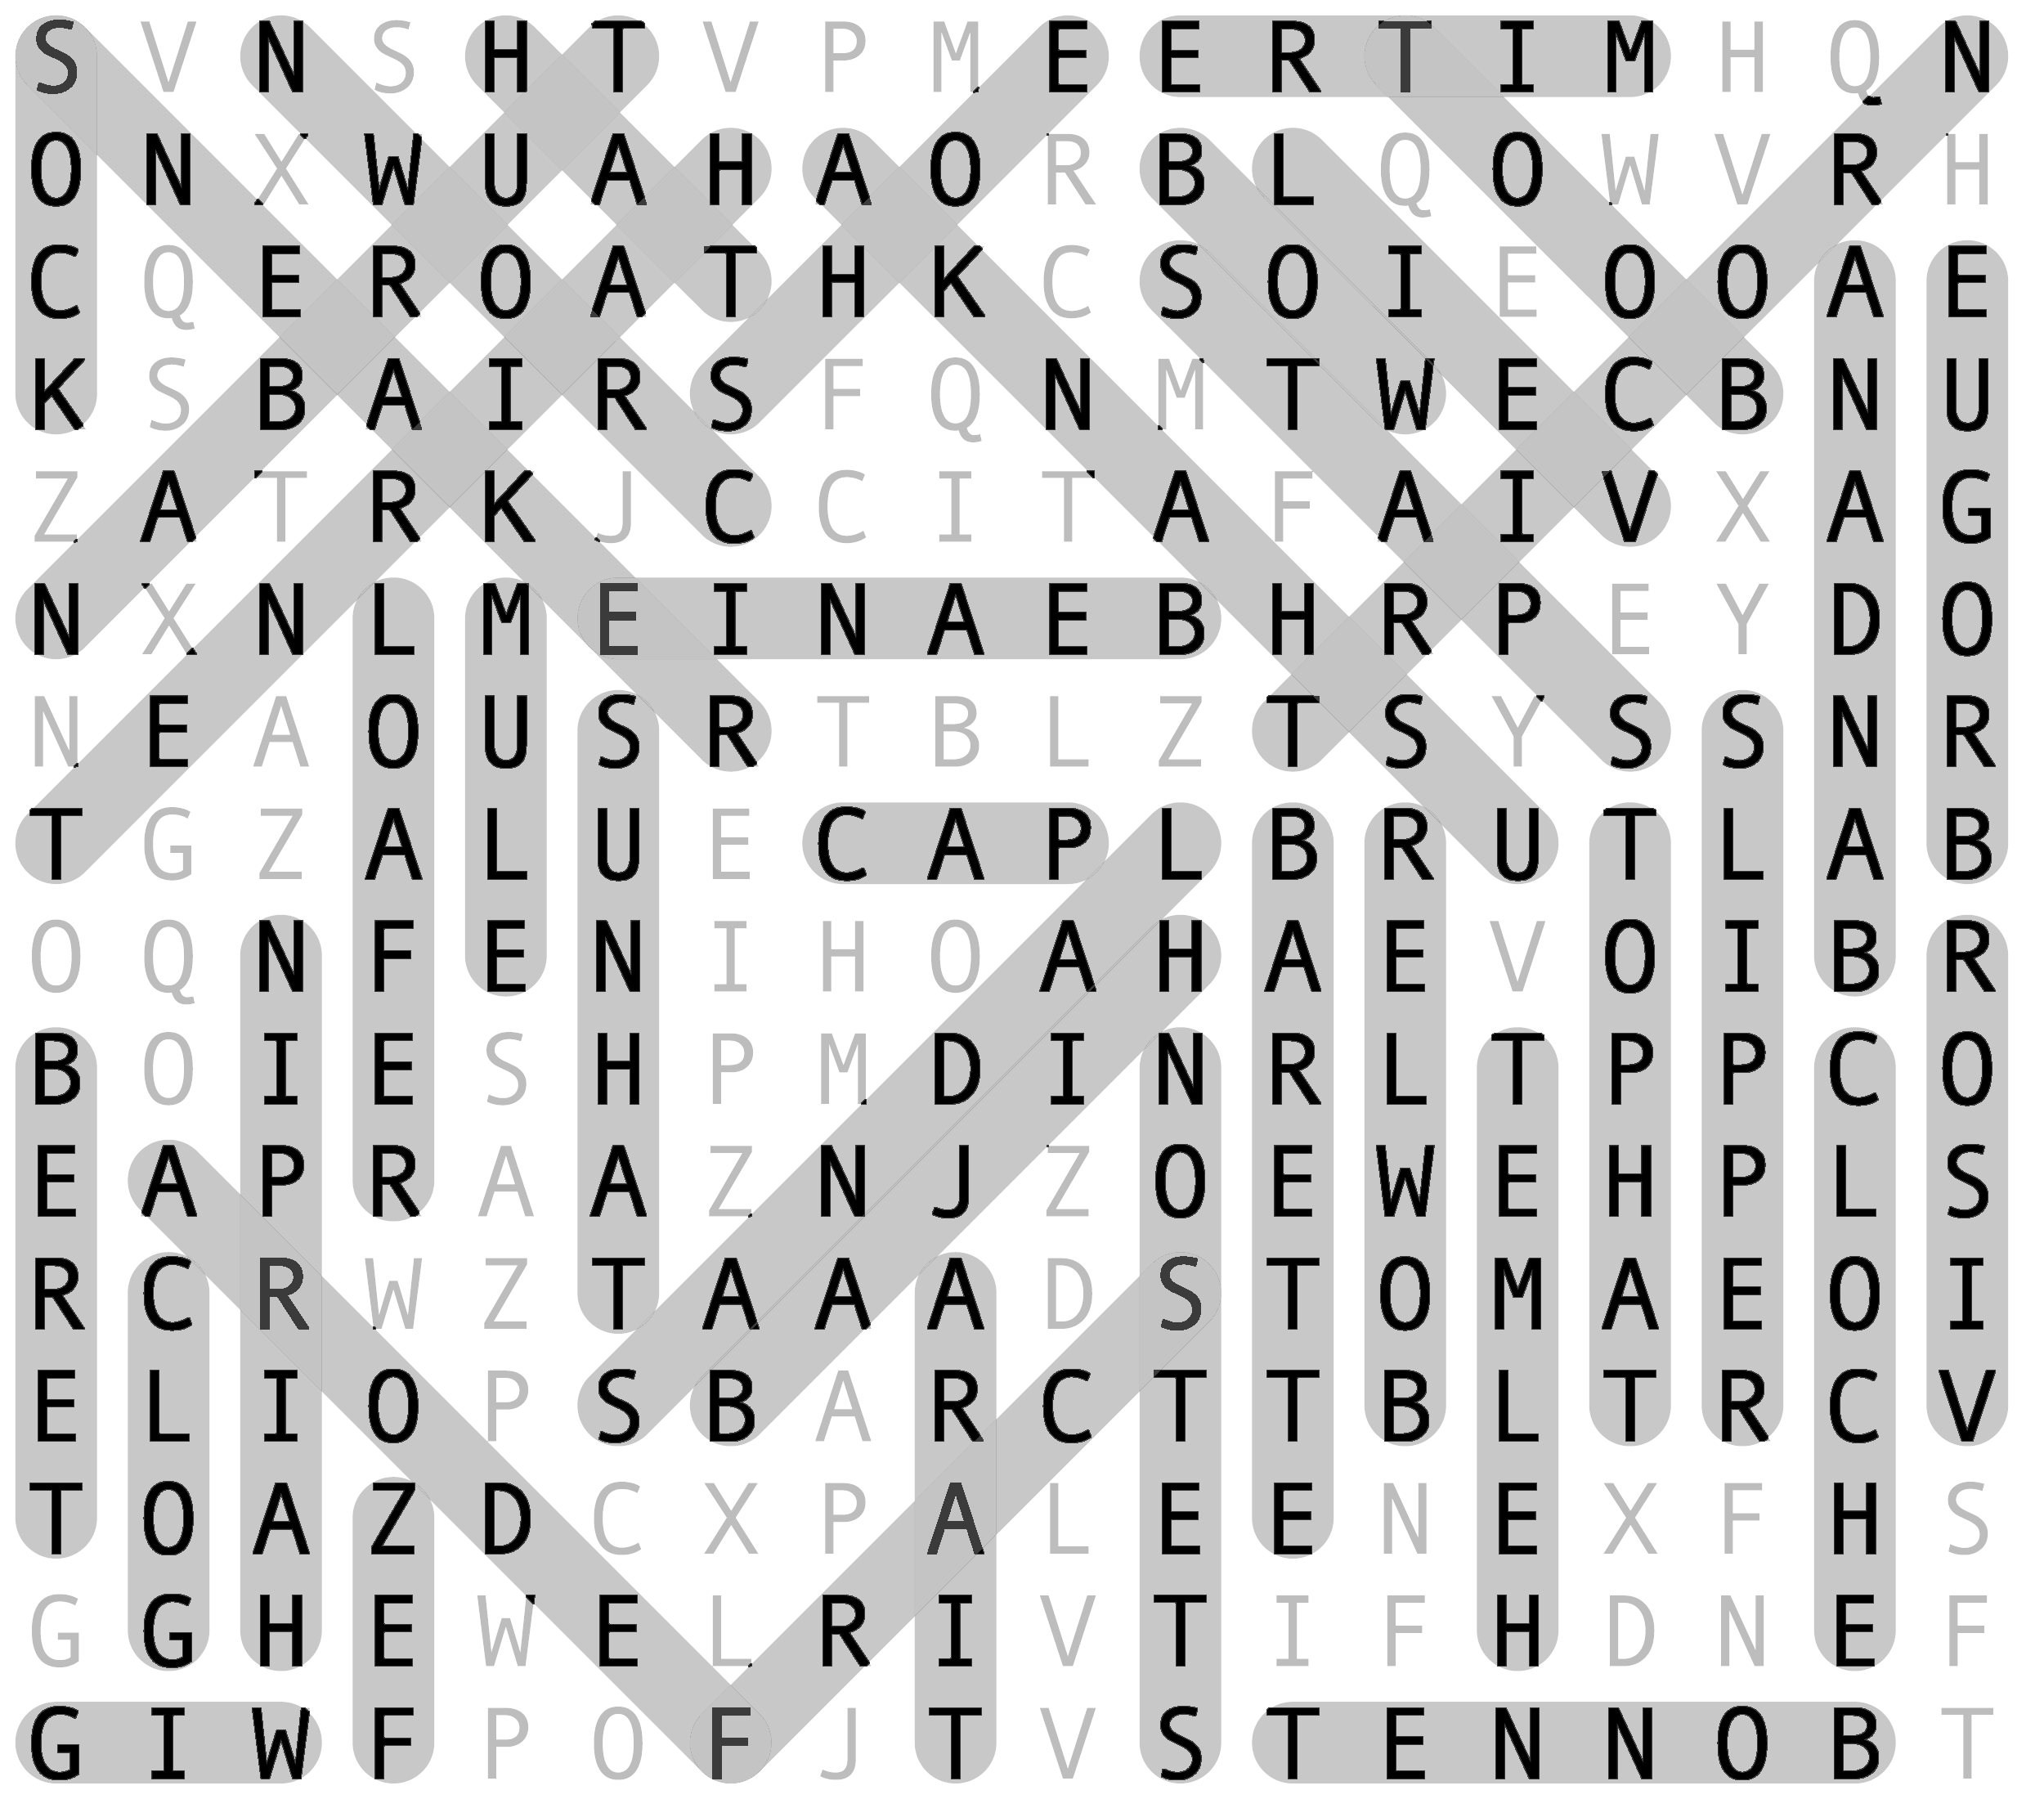 S V N S H T V P M E E R T I M H Q N
O N X W U A H A O R B L Q O W V R H
C Q E R O A T H K C S O I E O O A E
K S B A I R S F Q N M T W E C B N U
Z A T R K J C C I T A F A I V X A G
N X N L M E I N A E B H R P E Y D O
N E A O U S R T B L Z T S Y S S N R
T G Z A L U E C A P L B R U T L A B
O Q N F E N I H O A H A E V O I B R
B O I E S H P M D I N R L T P P C O
E A P R A A Z N J Z O E W E H P L S
R C R W Z T A A A D S T O M A E O I
E L I O P S B A R C T T B L T R C V
T O A Z D C X P A L E E N E X F H S
G G H E W E L R I V T I F H D N E F
G I W F P O F J T V S T E N N O B T